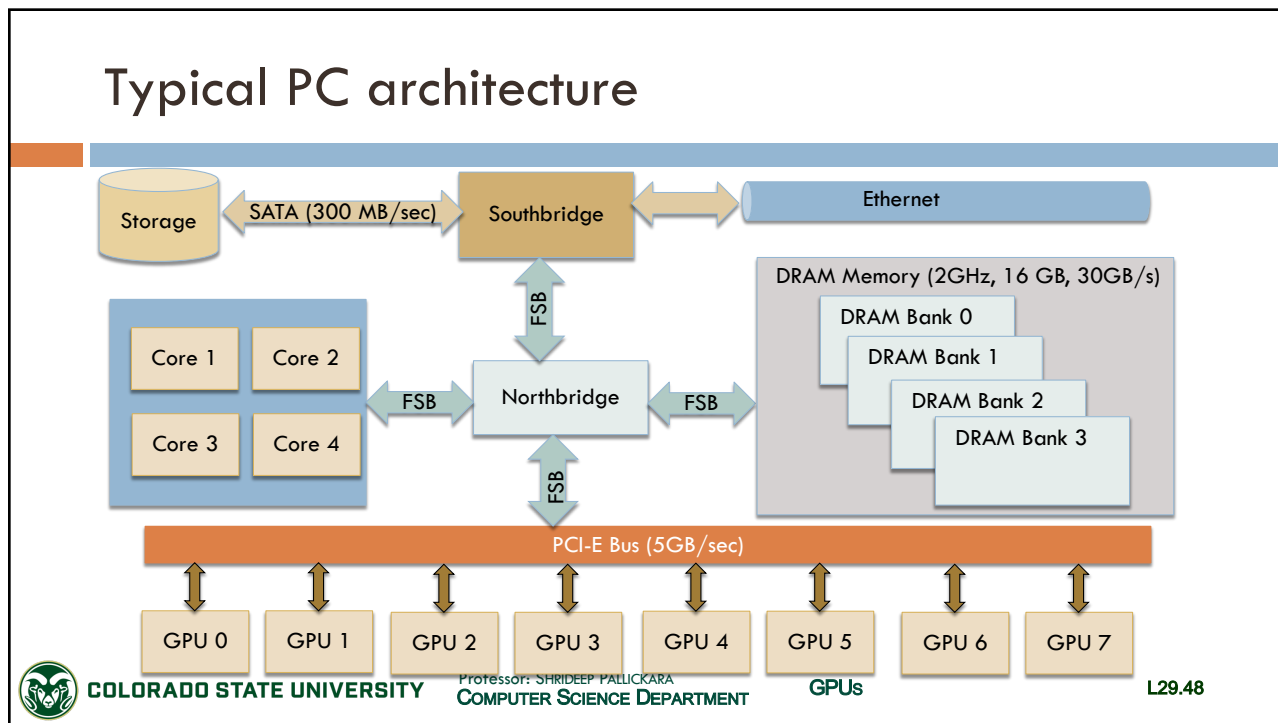 Typical PC architecture
Storage
SATA (300 MB/sec)
Southbridge
Ethernet
FSB
DRAM Memory (2GHz, 16 GB, 30GB/s)
DRAM Bank 0
DRAM Bank 1
DRAM Bank 2
DRAM Bank 3
Core 1
Core 2
Core 3
Core 4
FSB
Northbridge
FSB
FSB
PCI-E Bus (5GB/sec)
GPU 0
GPU 1
GPU 2
GPU 3
GPU 4
GPU 5
GPU 6
GPU 7
COLORADO STATE UNIVERSITY
Professor: SHRIDEEP PALLICKARA
COMPUTER SCIENCE DEPARTMENT
GPUs
L29.48